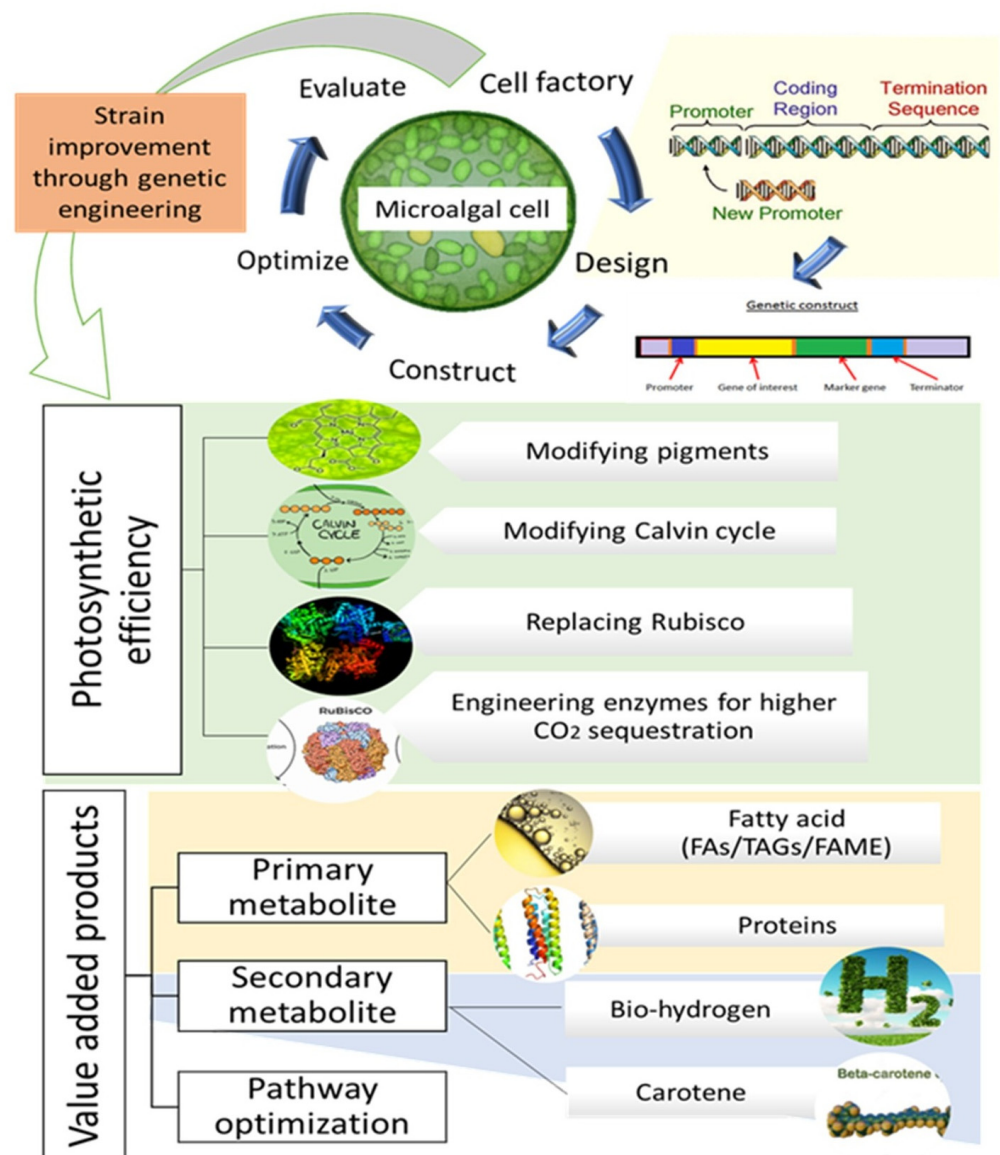 Evaluate
Cell factory
Strain
improvement
through genetic
engineering
Microalgal cell
Optimize
Design
Construct
Promoter
Coding
Region
Termination
Sequence
New Promoter
Genetic construct
Promoter
Gene of interest
Marker gene
Terminator
Photosynthetic
efficiency
Modifying pigments
CALVIN
CYCLE
Modifying Calvin cycle
Replacing Rubisco
RuBisCO
Engineering enzymes for higher
CO2 sequestration
Value added products
Primary
metabolite
Fatty acid
(FAs/TAGs/FAME)
Proteins
Secondary
metabolite
Bio-hydrogen
H2
Carotene
Beta-carotene
Pathway
optimization